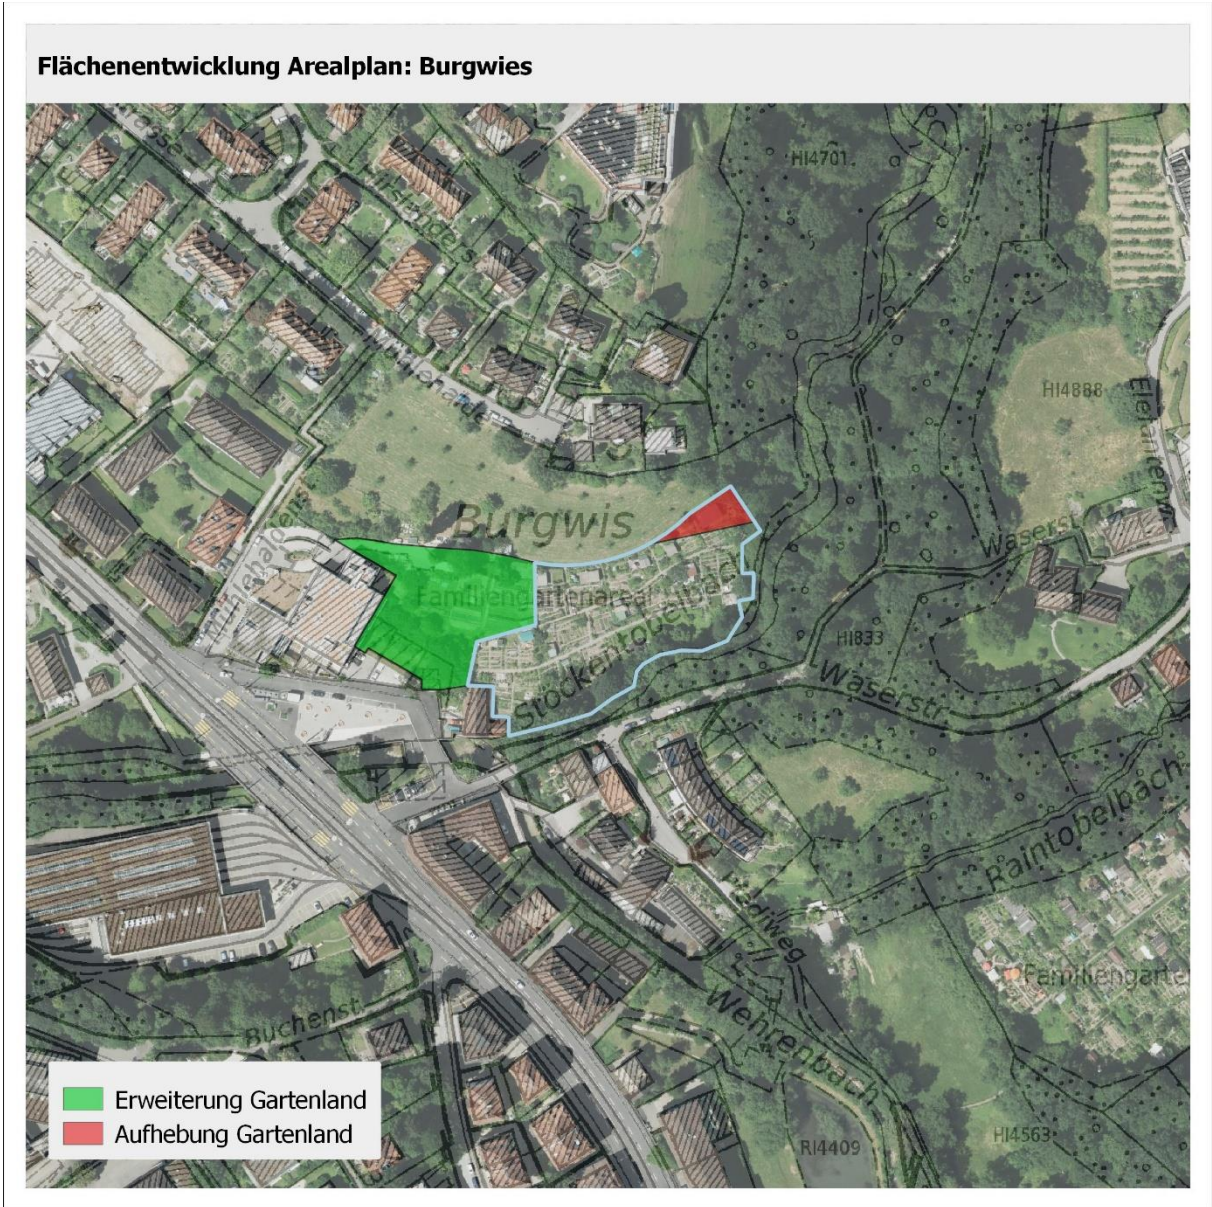 Flächenentwicklung Arealplan: Burgwies
HI4701
HI4888
Burgwis
Waserst
Familiengartenareal
HI833
Stöckentobelbach
Waserstr
Raintobelbach
Familiengarte
Wehrenbach
Buchenst
HI4563
RI4409
Erweiterung Gartenland
Aufhebung Gartenland